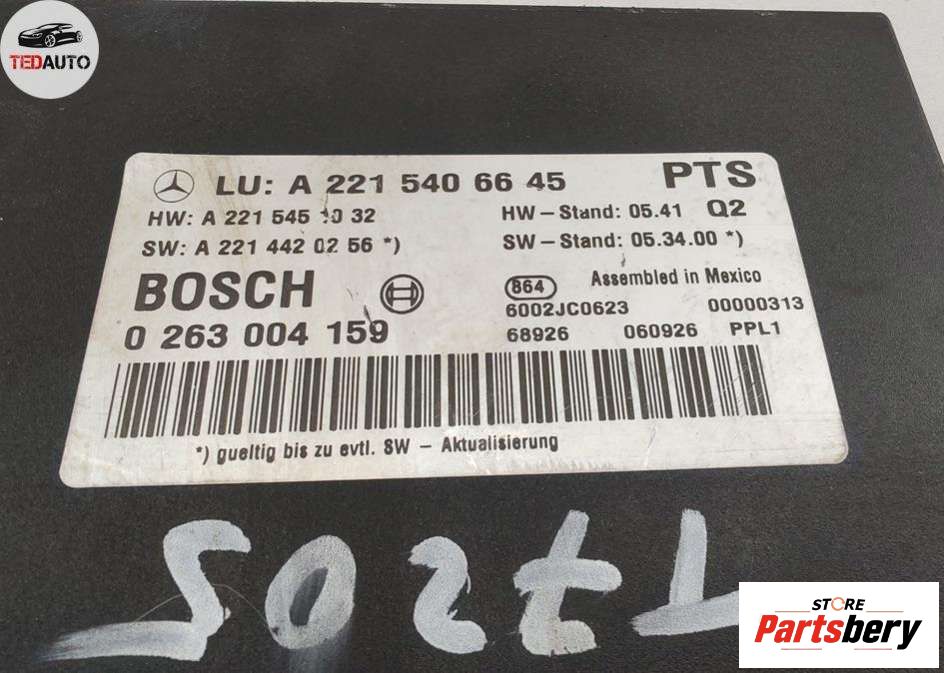 TEDAUTO
LU: A 221 540 66 45 PTS
HW: A 221 545 10 32 HW – Stand: 05.41 Q2
SW: A 221 442 02 56 *) SW – Stand: 05.34.00 *)
BOSCH 864 Assembled in Mexico
6002JC0623 00000313
0 263 004 159 68926 060926 PPL1
*) gueltig bis zu evtl. SW – Aktualisierung
STORE
Partsbery